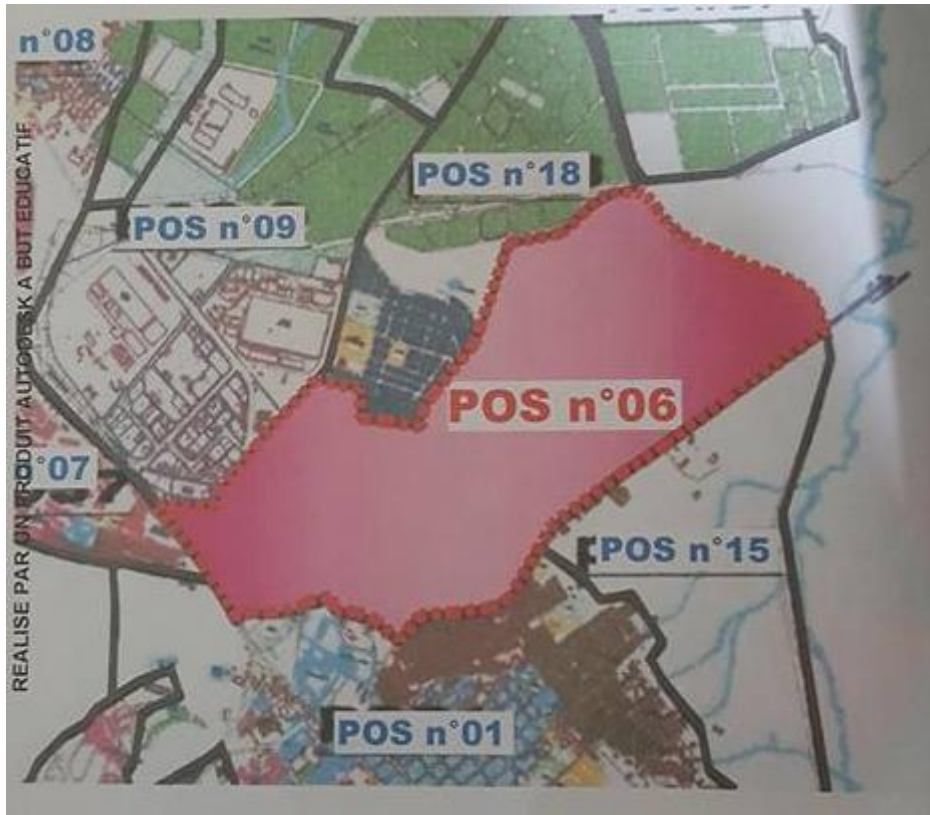 n°08
POS n°18
POS n°09
POS n°06
n°07
POS n°15
POS n°01
REALISE PAR UN PRODUIT AUTODESK A BUT EDUCATIF